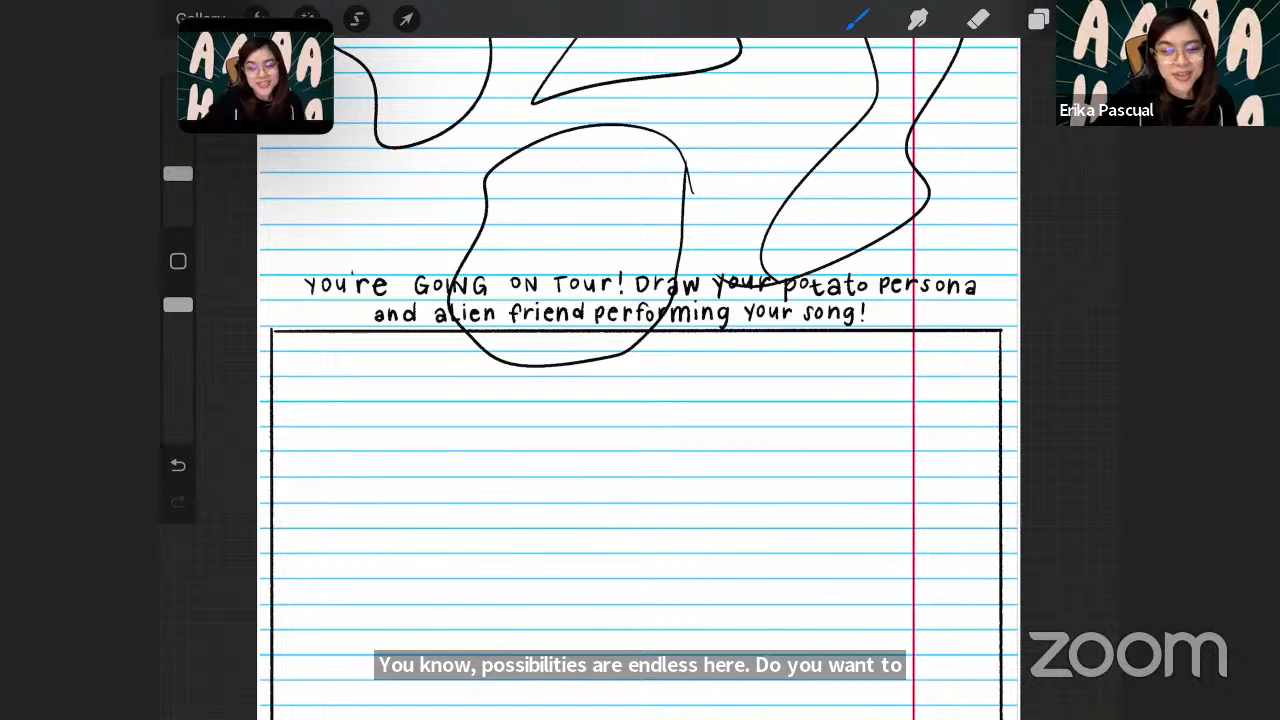 Gallery
Erika Pascual
You're GOING ON TOUR! Draw your potato persona
and alien friend performing your song!
You know, possibilities are endless here. Do you want to
zoom